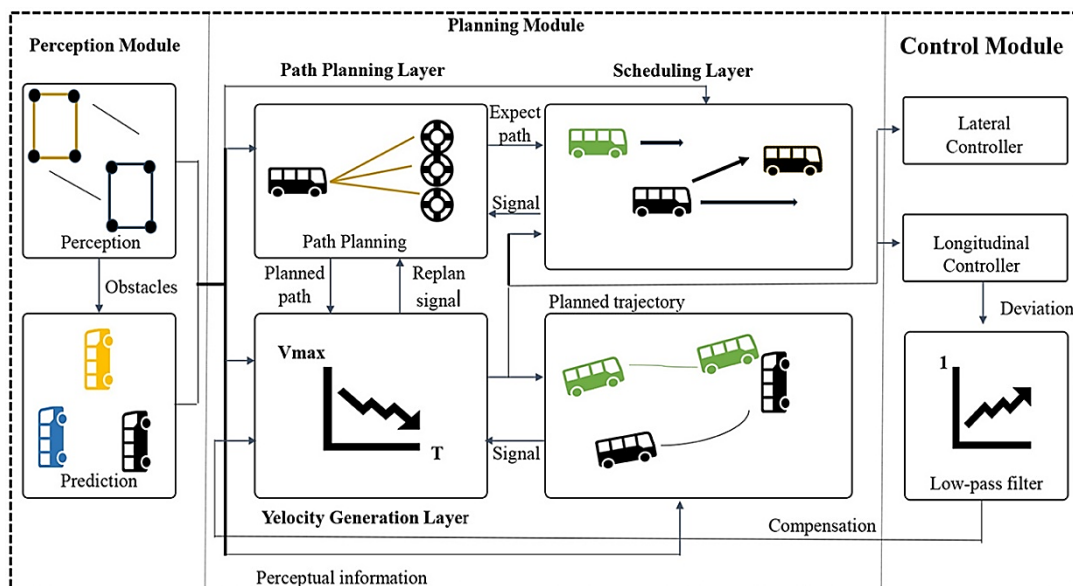 Planning Module
Perception Module
Control Module
Path Planning Layer
Scheduling Layer
Expect
path
Lateral
Controller
Signal
Perception
Path Planning
Longitudinal
Controller
Obstacles
Planned
path
Replan
signal
Planned trajectory
Deviation
Vmax
1
T
Signal
Prediction
Low-pass filter
Yelocity Generation Layer
Compensation
Perceptual information